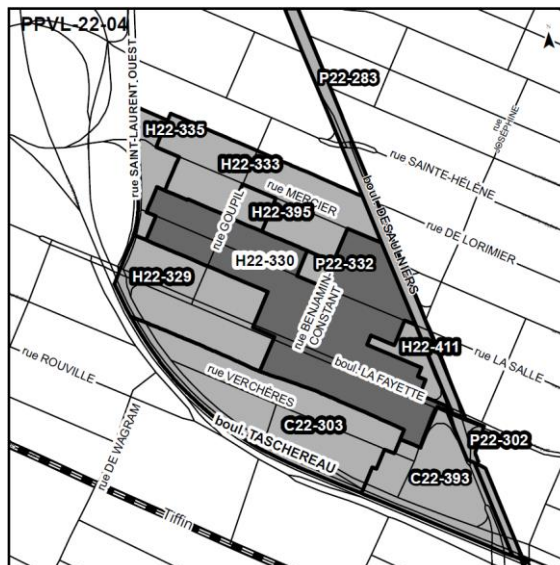 PPVL-22-04
P22-283
rue SAINT-LAURENT OUEST
H22-335
rue JOSÉPHINE
H22-333
rue SAINTE-HÉLÈNE
rue MERCIER
boul. DESAULNIERS
H22-395
rue GOUPIL
rue DE LORIMIER
H22-330
P22-332
H22-329
rue BENJAMIN-
CONSTANT
H22-411
rue LA SALLE
boul. LA FAYETTE
rue ROUVILLE
rue VERCHÈRES
C22-303
P22-302
boul. TASCHEREAU
rue DE WAGRAM
C22-393
Tiffin